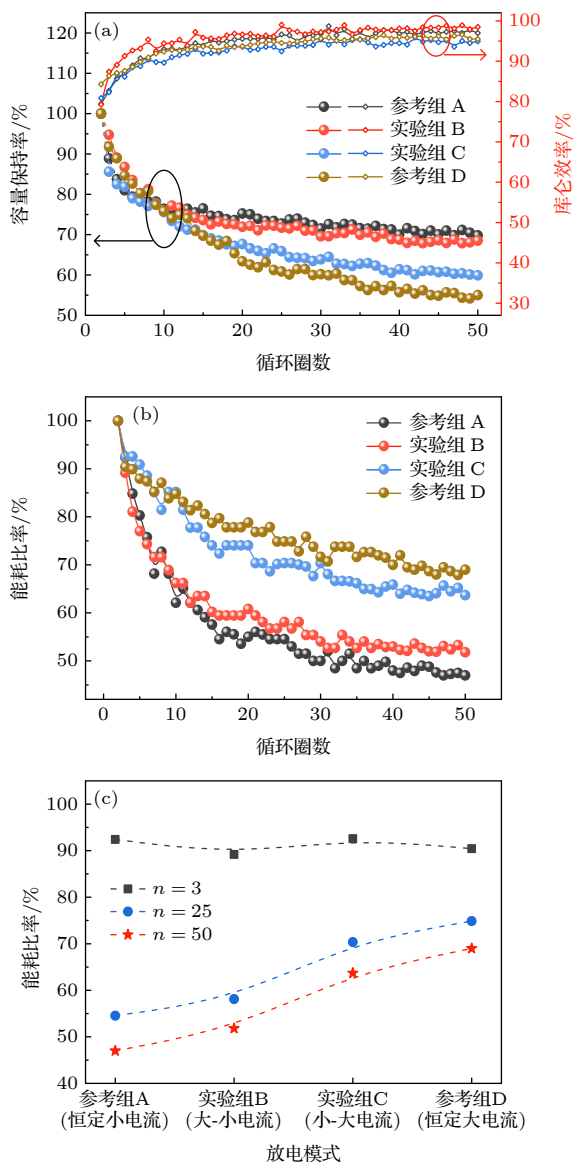 (a)
120
110
100
90
80
70
60
50
容量保持率/%
100
90
80
70
60
50
40
30
库仑效率/%
参考组 A
实验组 B
实验组 C
参考组 D
0 10 20 30 40 50
循环圈数
(b)
100
90
80
70
60
50
能耗比率/%
参考组 A
实验组 B
实验组 C
参考组 D
0 10 20 30 40 50
循环圈数
(c)
100
90
80
70
60
50
40
能耗比率/%
n = 3
n = 25
n = 50
参考组A 实验组B 实验组C 参考组D
(恒定小电流) (大-小电流) (小-大电流) (恒定大电流)
放电模式